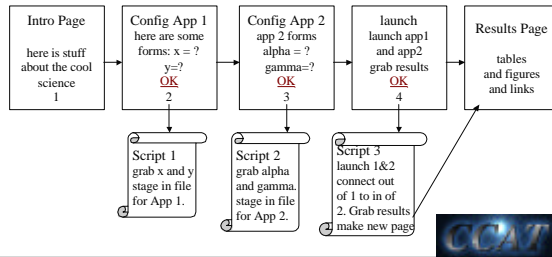 Intro Page
here is stuff
about the cool
science
1
Config App 1
here are some
forms: x = ?
y=?
OK
2
Config App 2
app 2 forms
alpha = ?
gamma=?
OK
3
launch
launch app1
and app2
grab results
OK
4
Results Page
tables
and figures
and links
Script 1
grab x and y
stage in file
for App 1.
Script 2
grab alpha
and gamma.
stage in file
for App 2.
Script 3
launch 1&2
connect out
of 1 to in of
2. Grab results
make new page
CCAT